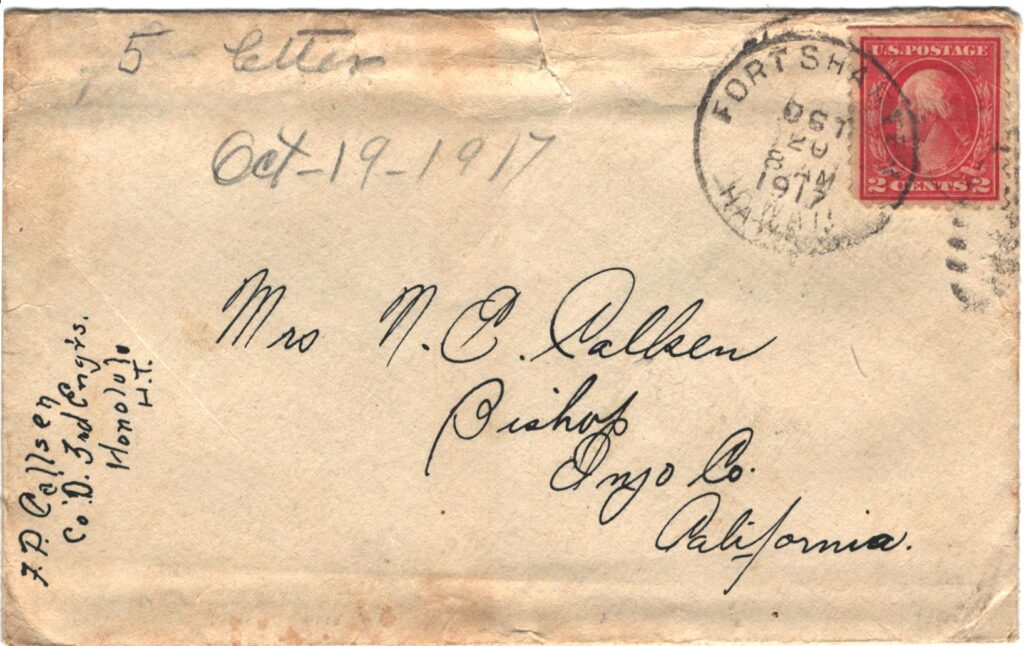 5 letter
Oct-19-1917
FORT SHAFTER
OCT
20
8 AM
1917
HAWAII
U.S. POSTAGE
2 CENTS 2
Mrs N. C. Callsen
Bishop
Inyo Co.
California.
F. P. Callsen
Co. D. 3rd Engrs.
Honolulu
H.T.